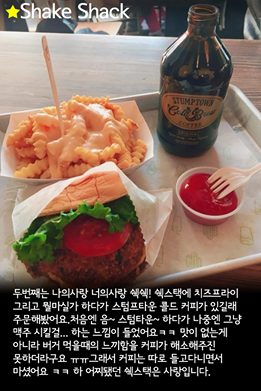 Shake Shack
STUMPTOWN
Cold Brew
COFFEE
두번째는 나의사랑 너의사랑 쉑쉑! 쉑스택에 치즈프라이
그리고 뭘마실가 하다가 스텀프타운 콜드 커피가 있길래
주문해봤어요.처음엔 음~ 스텀타운~ 하다가 나중엔 그냥
맥주 시킬걸... 하는 느낌이 들었어요ㅋㅋ 맛이 없는게
아니라 버거 먹을때의 느끼함을 커피가 해소해주진
못하더라구요 ㅠㅠ그래서 커피는 따로 들고다니면서
마셨어요 ㅋㅋ 하 어찌됐던 쉑스택은 사랑입니다.